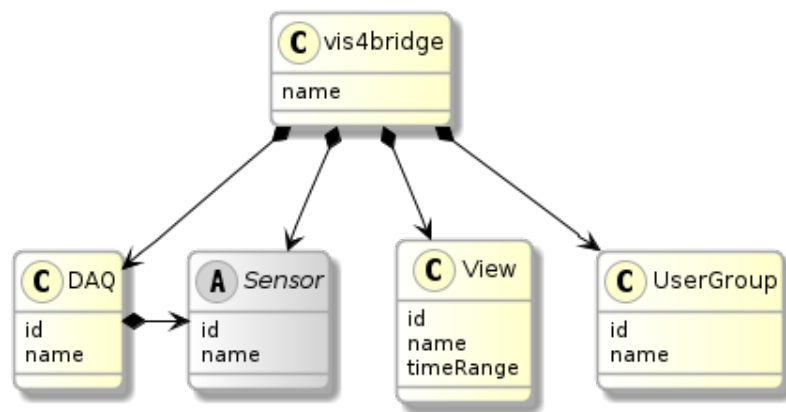 C vis4bridge
name
C DAQ
id
name
A Sensor
id
name
C View
id
name
timeRange
C UserGroup
id
name